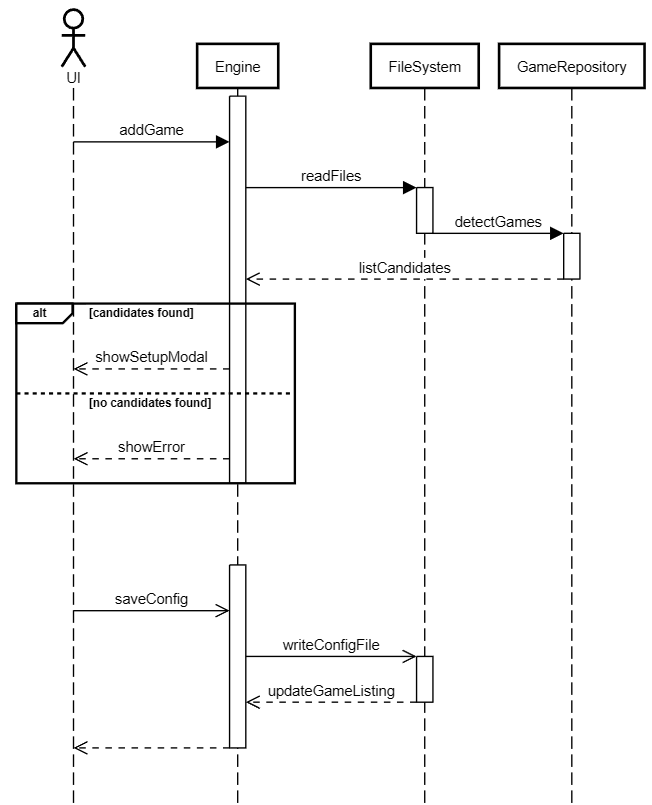 UI
Engine
FileSystem
GameRepository
addGame
readFiles
detectGames
listCandidates
alt
[candidates found]
showSetupModal
[no candidates found]
showError
saveConfig
writeConfigFile
updateGameListing